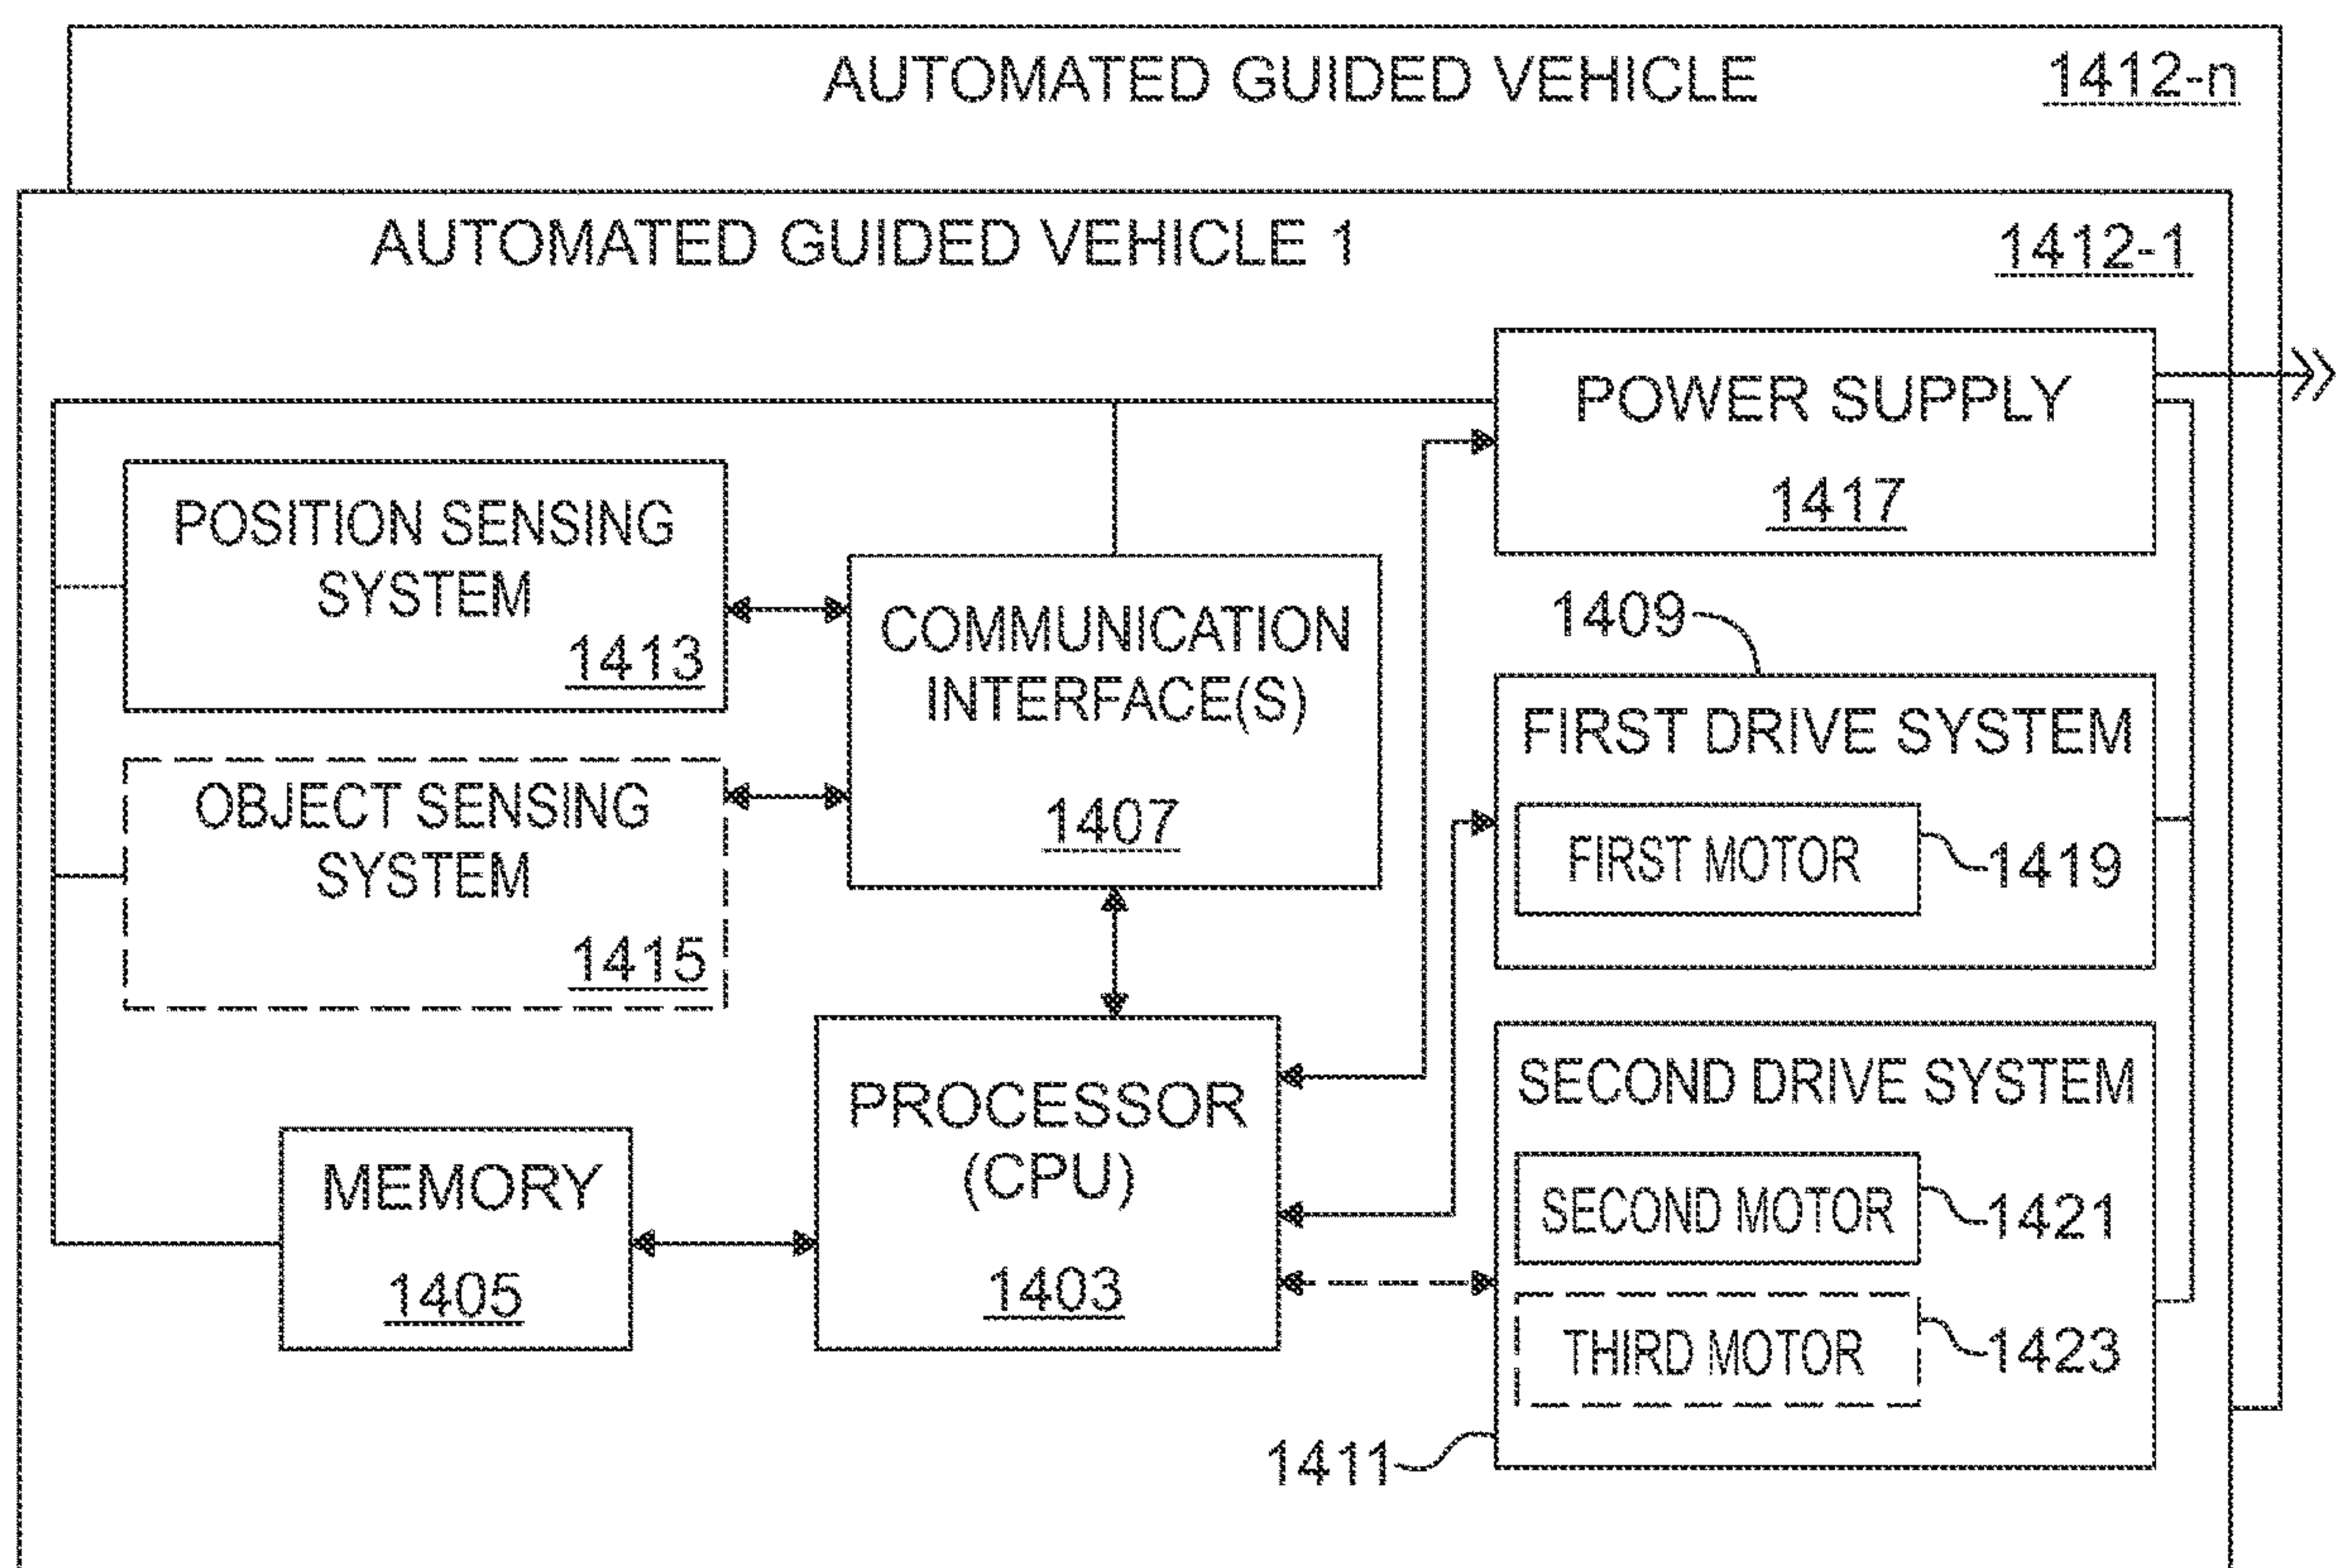 AUTOMATED GUIDED VEHICLE
1412-n
AUTOMATED GUIDED VEHICLE 1
1412-1
POWER SUPPLY
1417
POSITION SENSING
SYSTEM
1413
COMMUNICATION
INTERFACE(S)
1407
1409
FIRST DRIVE SYSTEM
FIRST MOTOR
1419
OBJECT SENSING
SYSTEM
1415
PROCESSOR
(CPU)
1403
SECOND DRIVE SYSTEM
SECOND MOTOR
1421
THIRD MOTOR
1423
MEMORY
1405
1411